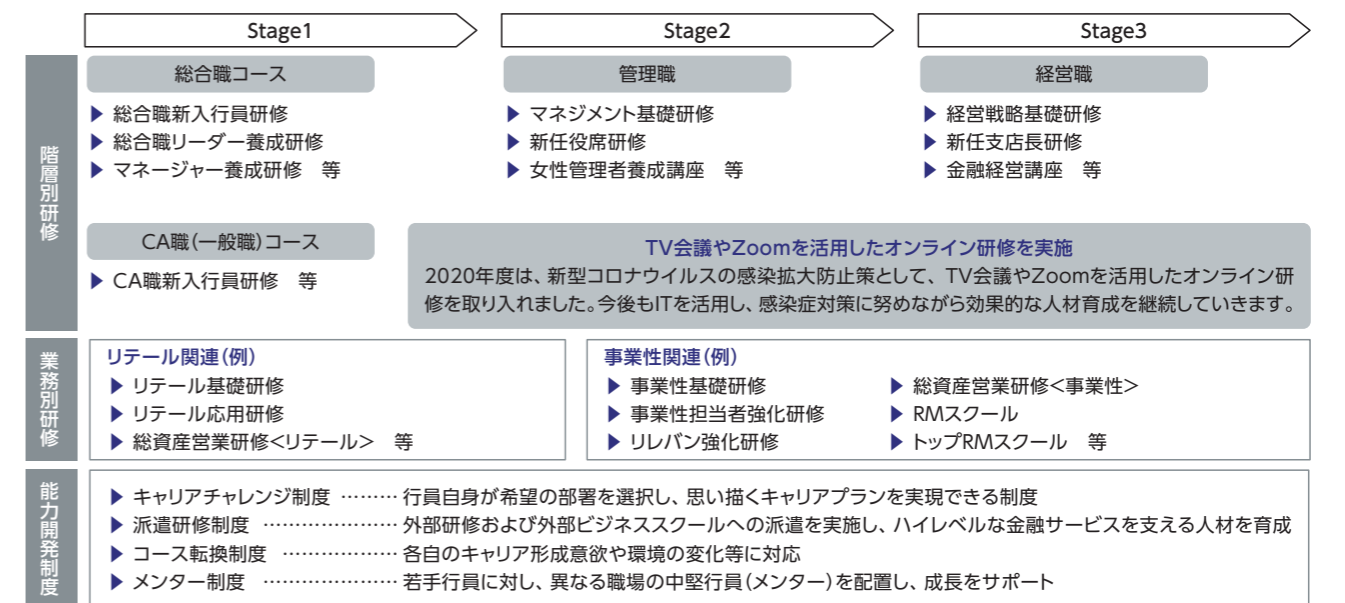 Stage1
Stage2
Stage3
階層別研修
総合職コース
▶ 総合職新入行員研修
▶ 総合職リーダー養成研修
▶ マネージャー養成研修　等
管理職
▶ マネジメント基礎研修
▶ 新任役席研修
▶ 女性管理者養成講座　等
経営職
▶ 経営戦略基礎研修
▶ 新任支店長研修
▶ 金融経営講座　等
CA職(一般職)コース
▶ CA職新入行員研修　等
TV会議やZoomを活用したオンライン研修を実施
2020年度は、新型コロナウイルスの感染拡大防止策として、TV会議やZoomを活用したオンライン研
修を取り入れました。今後もITを活用し、感染症対策に努めながら効果的な人材育成を継続していきます。
業務別研修
リテール関連(例)
▶ リテール基礎研修
▶ リテール応用研修
▶ 総資産営業研修<リテール>　等
事業性関連(例)
▶ 事業性基礎研修
▶ 事業性担当者強化研修
▶ リレバン強化研修
▶ 総資産営業研修<事業性>
▶ RMスクール
▶ トップRMスクール　等
能力開発制度
▶ キャリアチャレンジ制度 ……… 行員自身が希望の部署を選択し、思い描くキャリアプランを実現できる制度
▶ 派遣研修制度 ………………… 外部研修および外部ビジネススクールへの派遣を実施し、ハイレベルな金融サービスを支える人材を育成
▶ コース転換制度 ……………… 各自のキャリア形成意欲や環境の変化等に対応
▶ メンター制度 ………………… 若手行員に対し、異なる職場の中堅行員(メンター)を配置し、成長をサポート